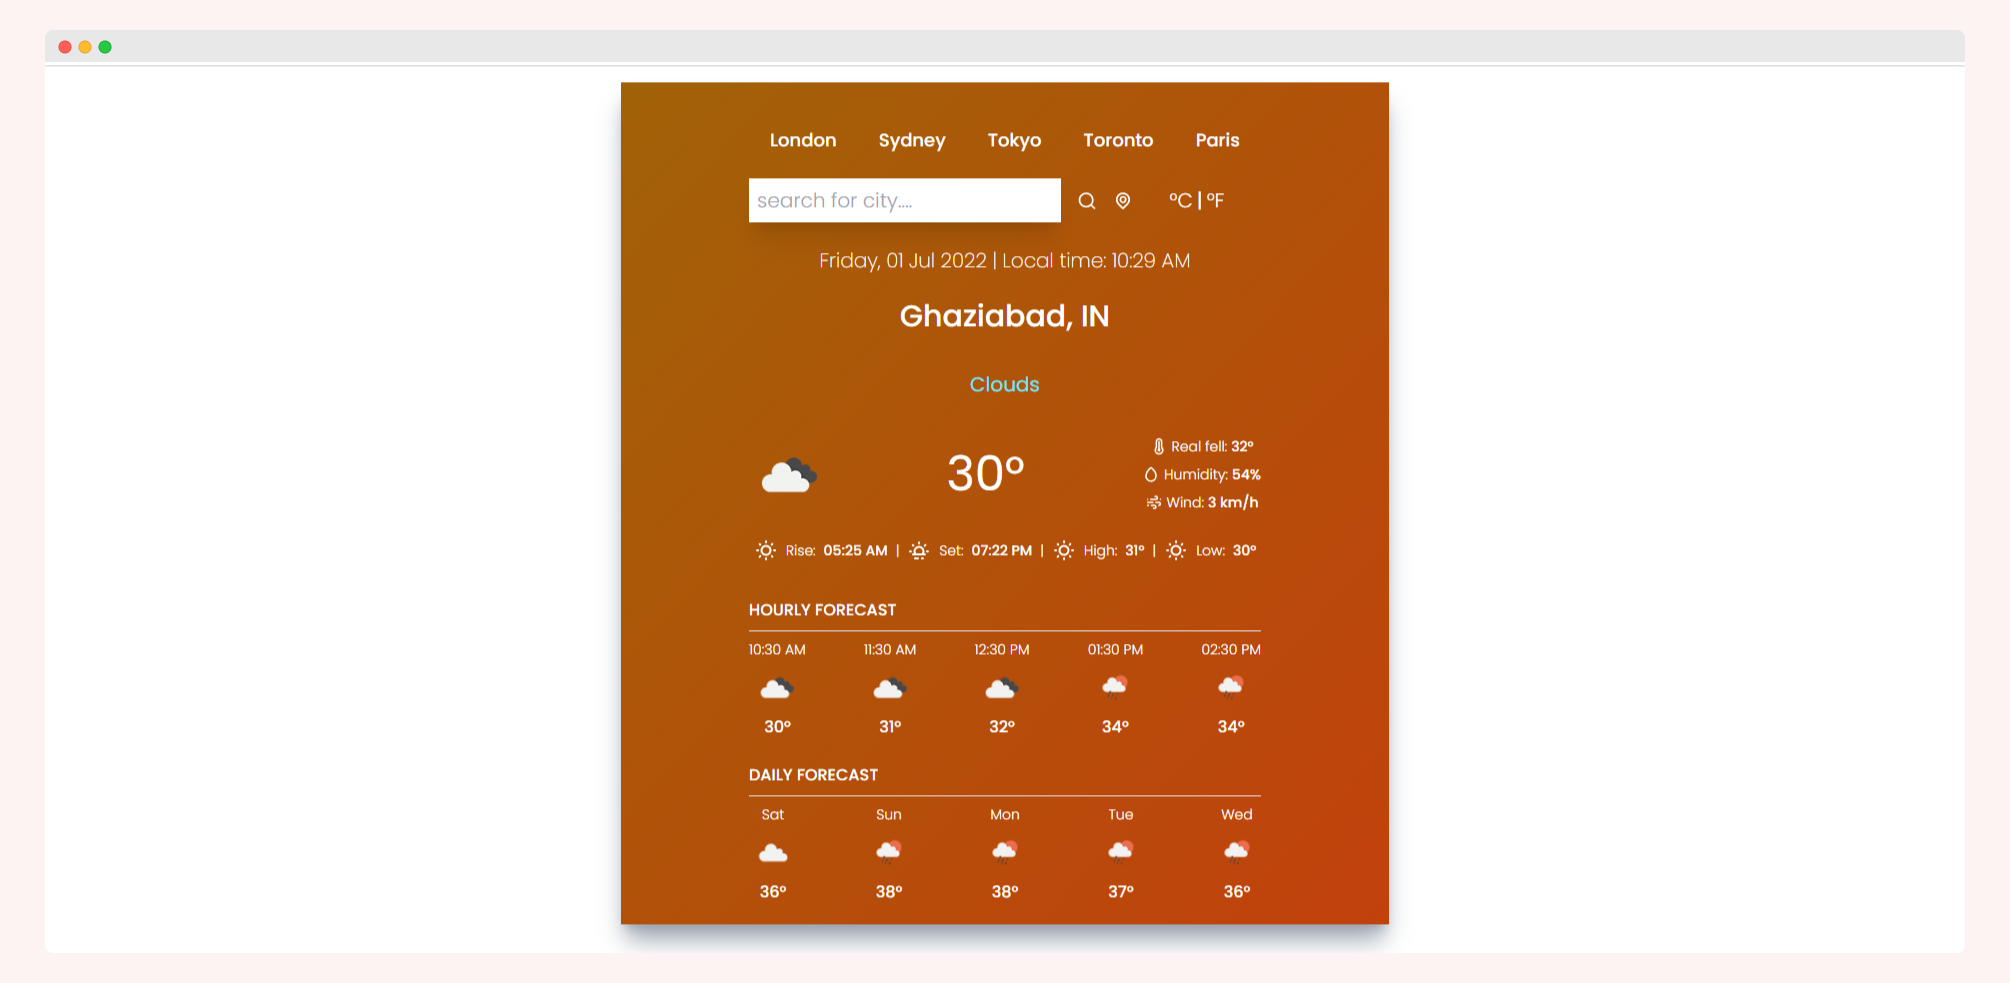 London Sydney Tokyo Toronto Paris
search for city.... °C | °F
Friday, 01 Jul 2022 | Local time: 10:29 AM
Ghaziabad, IN
Clouds
30°
Real fell: 32°
Humidity: 54%
Wind: 3 km/h
Rise: 05:25 AM | Set: 07:22 PM | High: 31° | Low: 30°
HOURLY FORECAST
10:30 AM 11:30 AM 12:30 PM 01:30 PM 02:30 PM
30° 31° 32° 34° 34°
DAILY FORECAST
Sat Sun Mon Tue Wed
36° 38° 38° 37° 36°